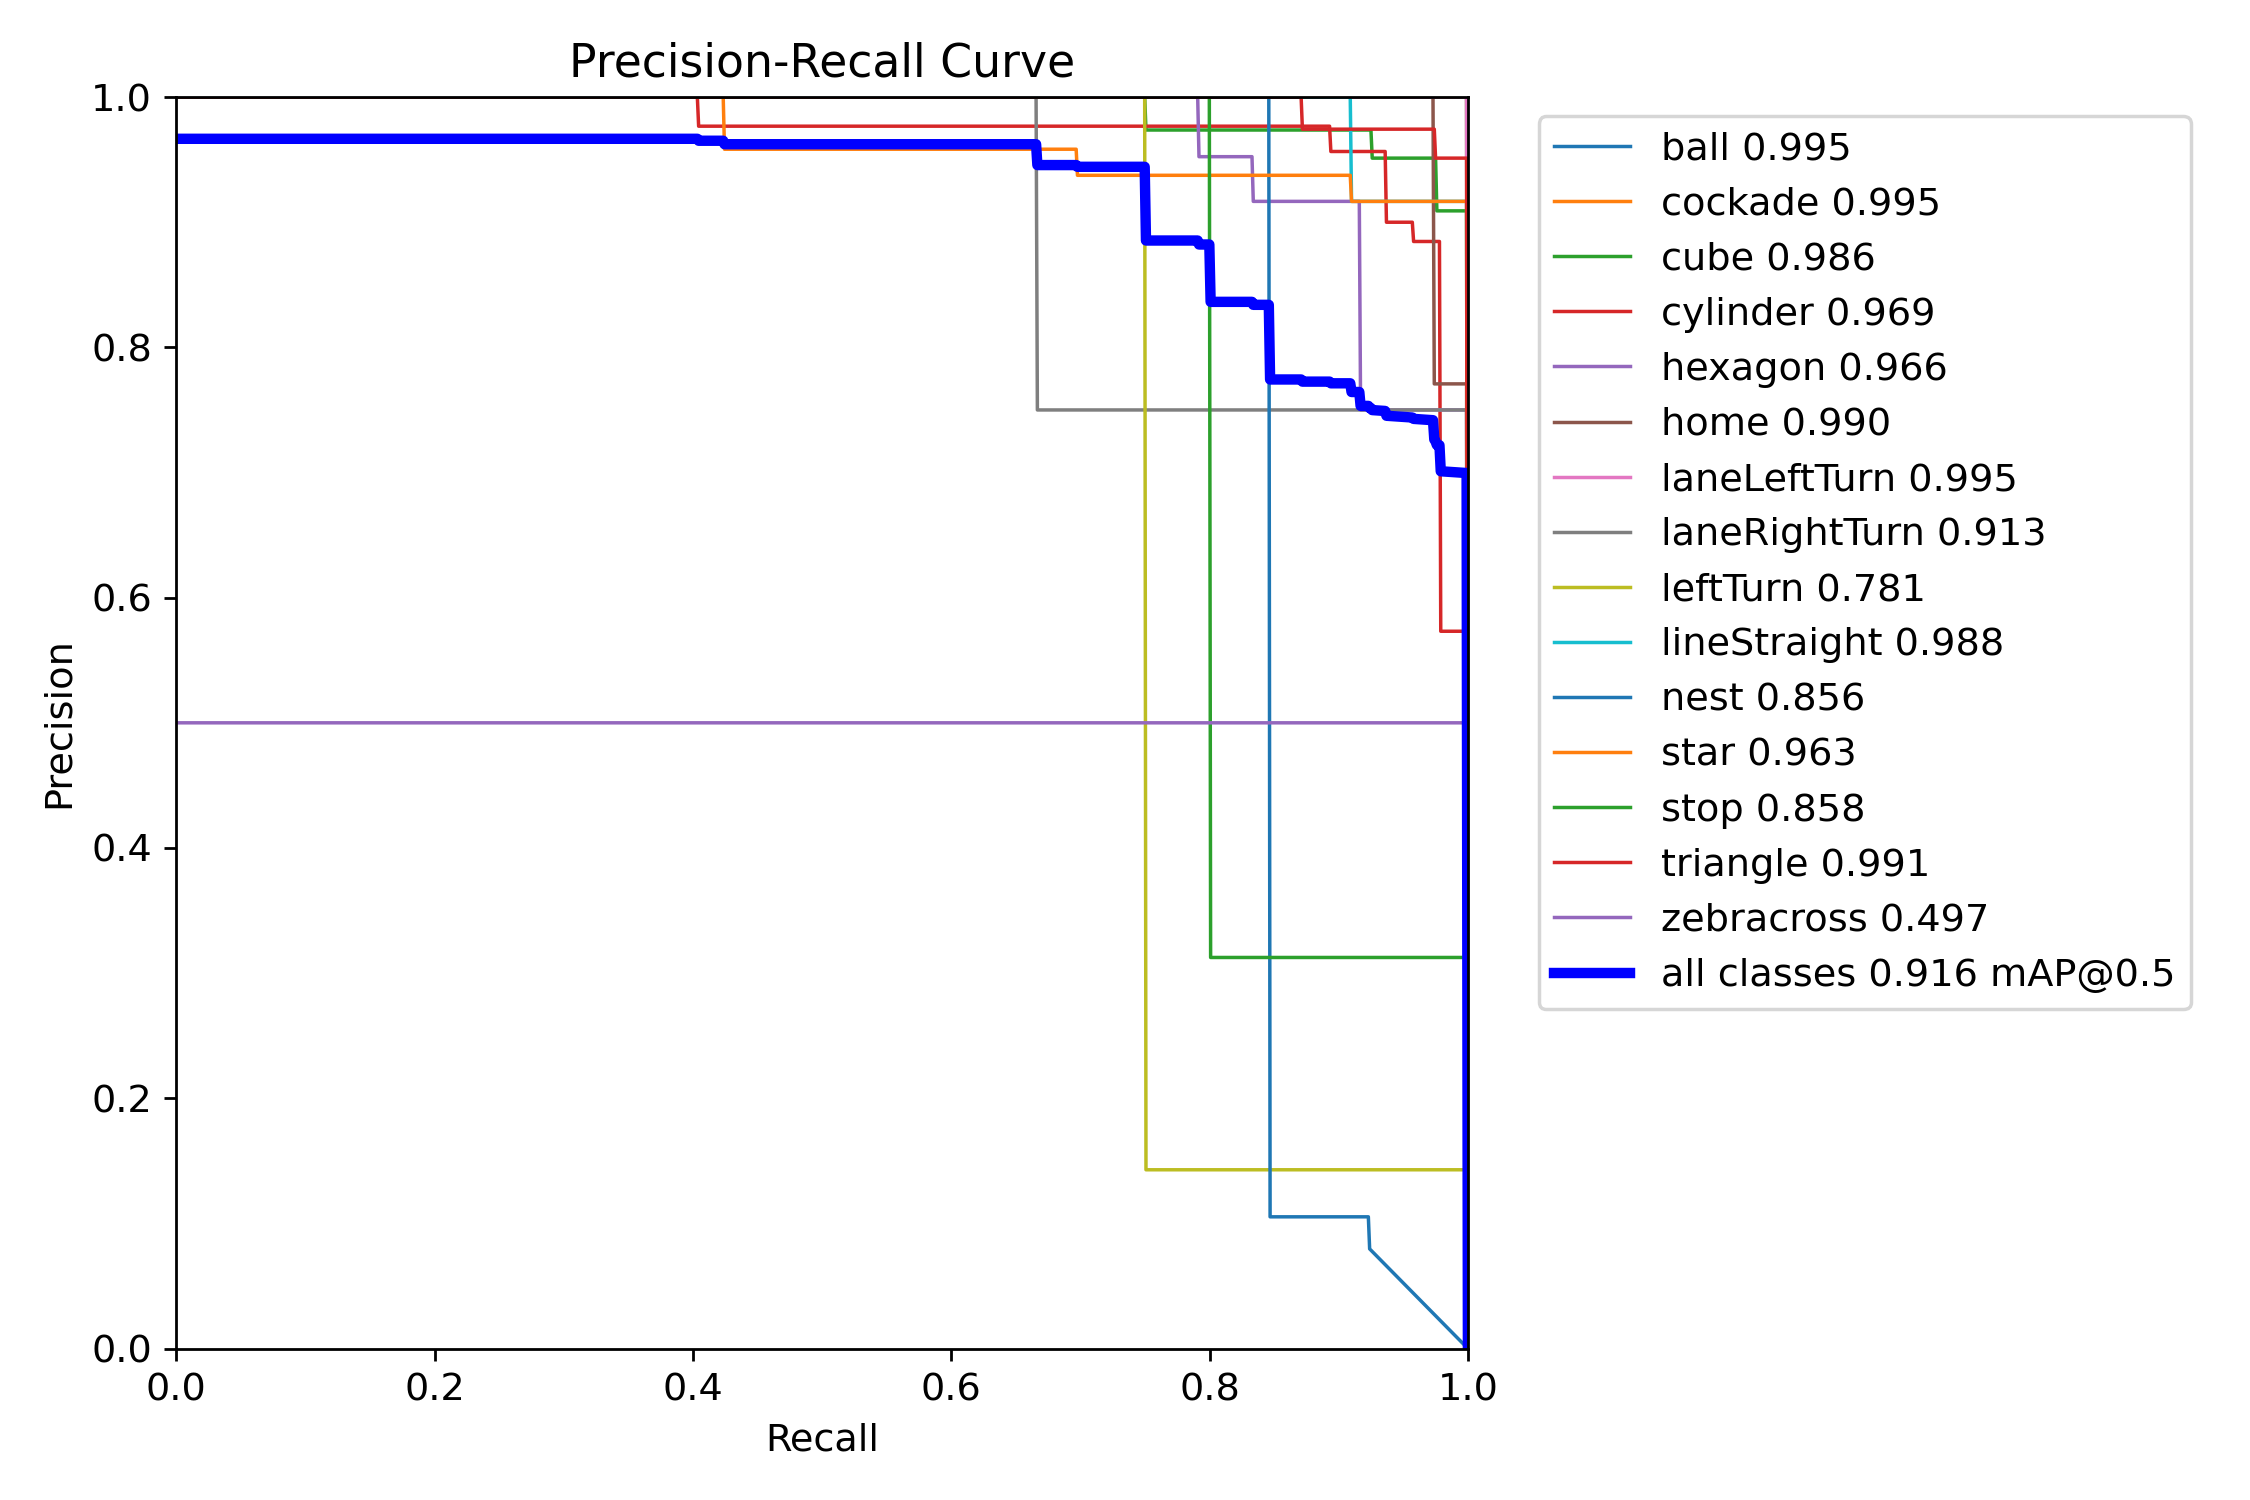 Precision-Recall Curve
1.0
0.8
0.6
0.4
0.2
0.0
Precision
0.0 0.2 0.4 0.6 0.8 1.0
Recall
ball 0.995
cockade 0.995
cube 0.986
cylinder 0.969
hexagon 0.966
home 0.990
laneLeftTurn 0.995
laneRightTurn 0.913
leftTurn 0.781
lineStraight 0.988
nest 0.856
star 0.963
stop 0.858
triangle 0.991
zebracross 0.497
all classes 0.916 mAP@0.5